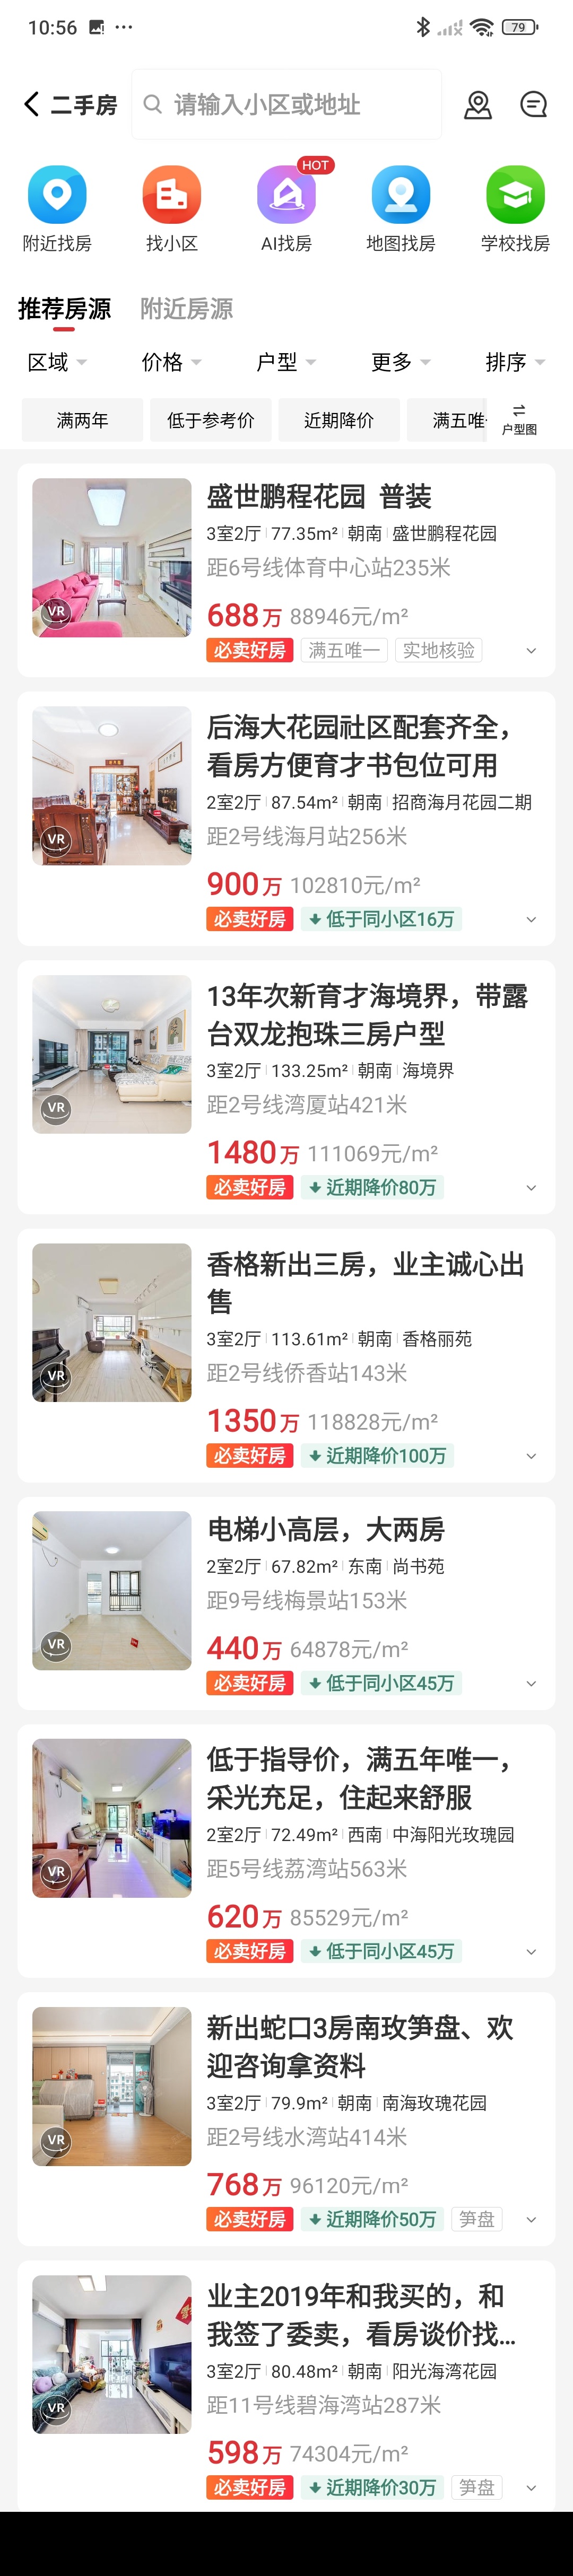 10:56
79
二手房
请输入小区或地址
HOT
附近找房
找小区
AI找房
地图找房
学校找房
推荐房源 附近房源
区域 价格 户型 更多 排序
满两年 低于参考价 近期降价 满五唯一
户型图
盛世鹏程花园 普装
3室2厅 77.35m² 朝南 盛世鹏程花园
距6号线体育中心站235米
VR
688万 88946元/m²
必卖好房 满五唯一 实地核验
后海大花园社区配套齐全，
看房方便育才书包位可用
2室2厅 87.54m² 朝南 招商海月花园二期
距2号线海月站256米
VR
900万 102810元/m²
必卖好房 低于同小区16万
13年次新育才海境界，带露
台双龙抱珠三房户型
3室2厅 133.25m² 朝南 海境界
距2号线湾厦站421米
VR
1480万 111069元/m²
必卖好房 近期降价80万
香格新出三房，业主诚心出
售
3室2厅 113.61m² 朝南 香格丽苑
距2号线侨香站143米
VR
1350万 118828元/m²
必卖好房 近期降价100万
电梯小高层，大两房
2室2厅 67.82m² 东南 尚书苑
距9号线梅景站153米
VR
440万 64878元/m²
必卖好房 低于同小区45万
低于指导价，满五年唯一，
采光充足，住起来舒服
2室2厅 72.49m² 西南 中海阳光玫瑰园
距5号线荔湾站563米
VR
620万 85529元/m²
必卖好房 低于同小区45万
新出蛇口3房南玫笋盘、欢
迎咨询拿资料
3室2厅 79.9m² 朝南 南海玫瑰花园
距2号线水湾站414米
VR
768万 96120元/m²
必卖好房 近期降价50万 笋盘
业主2019年和我买的，和
我签了委卖，看房谈价找...
3室2厅 80.48m² 朝南 阳光海湾花园
距11号线碧海湾站287米
VR
598万 74304元/m²
必卖好房 近期降价30万 笋盘